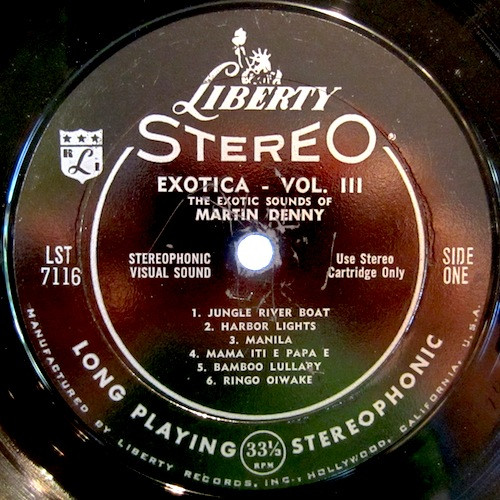 LIBERTY
STEREO®
EXOTICA - VOL. III
THE EXOTIC SOUNDS OF
MARTIN DENNY
R L I
LST
7116
STEREOPHONIC
VISUAL SOUND
Use Stereo
Cartridge Only
SIDE
ONE
1. JUNGLE RIVER BOAT
2. HARBOR LIGHTS
3. MANILA
4. MAMA ITI E PAPA E
5. BAMBOO LULLABY
6. RINGO OIWAKE
LONG PLAYING 33⅓ RPM STEREOPHONIC
MANUFACTURED BY LIBERTY RECORDS, INC., HOLLYWOOD, CALIFORNIA, U.S.A.